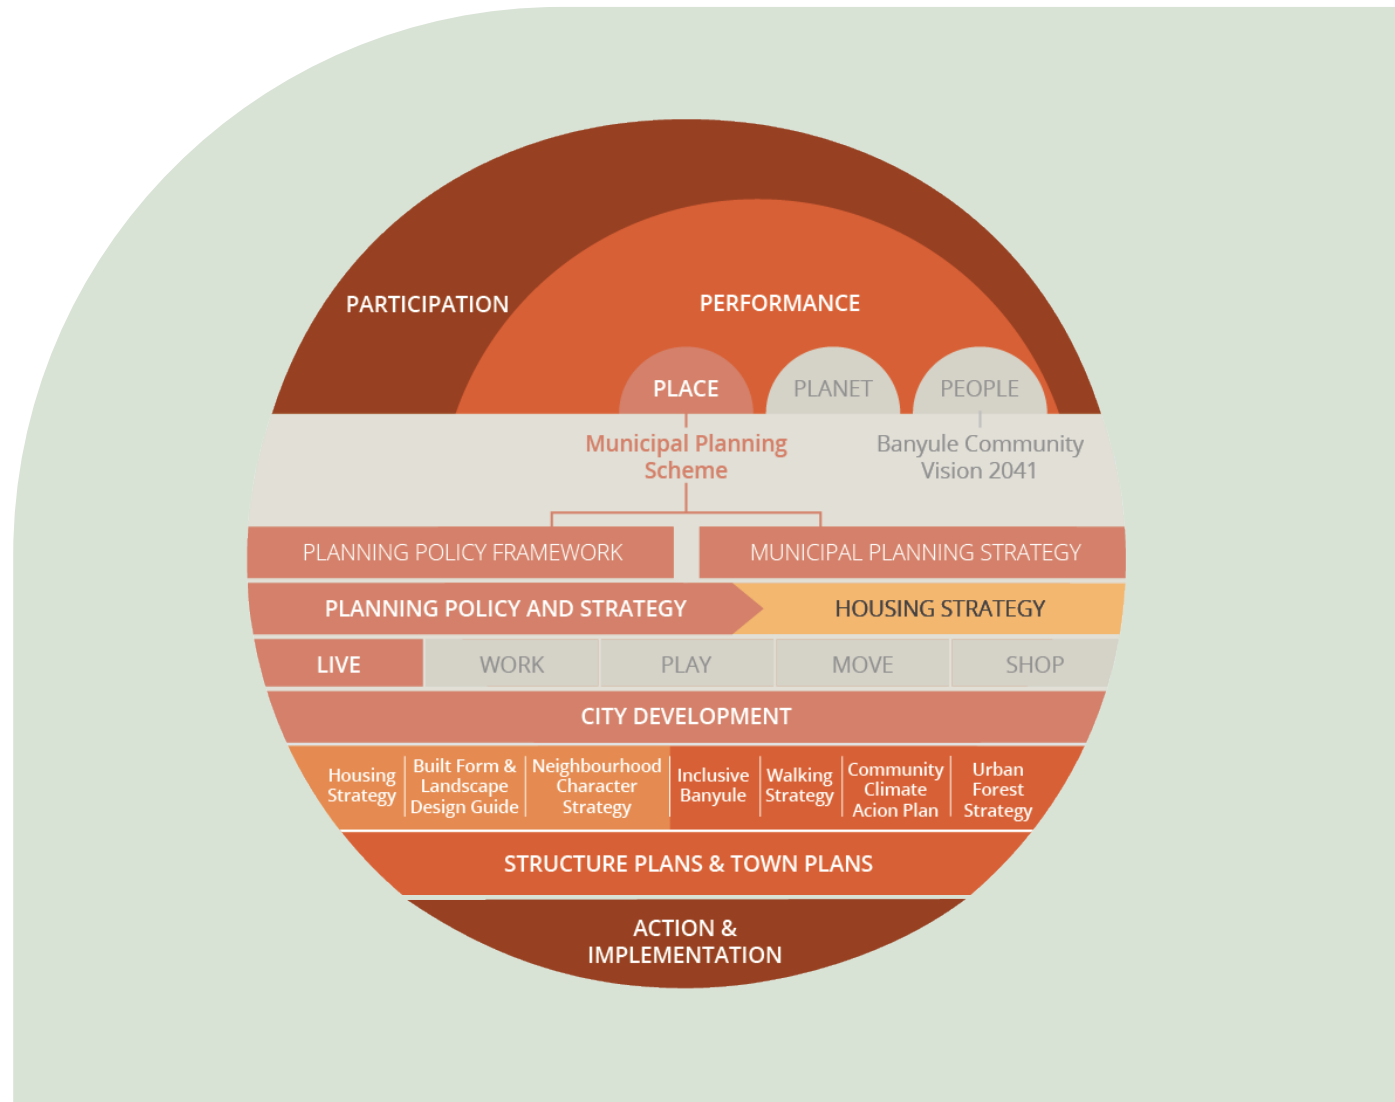 PARTICIPATION
PERFORMANCE
PLACE
PLANET
PEOPLE
Municipal Planning
Scheme
Banyule Community
Vision 2041
PLANNING POLICY FRAMEWORK
MUNICIPAL PLANNING STRATEGY
PLANNING POLICY AND STRATEGY
HOUSING STRATEGY
LIVE
WORK
PLAY
MOVE
SHOP
CITY DEVELOPMENT
Housing
Strategy
Built Form &
Landscape
Design Guide
Neighbourhood
Character
Strategy
Inclusive
Banyule
Walking
Strategy
Community
Climate
Acion Plan
Urban
Forest
Strategy
STRUCTURE PLANS & TOWN PLANS
ACTION &
IMPLEMENTATION